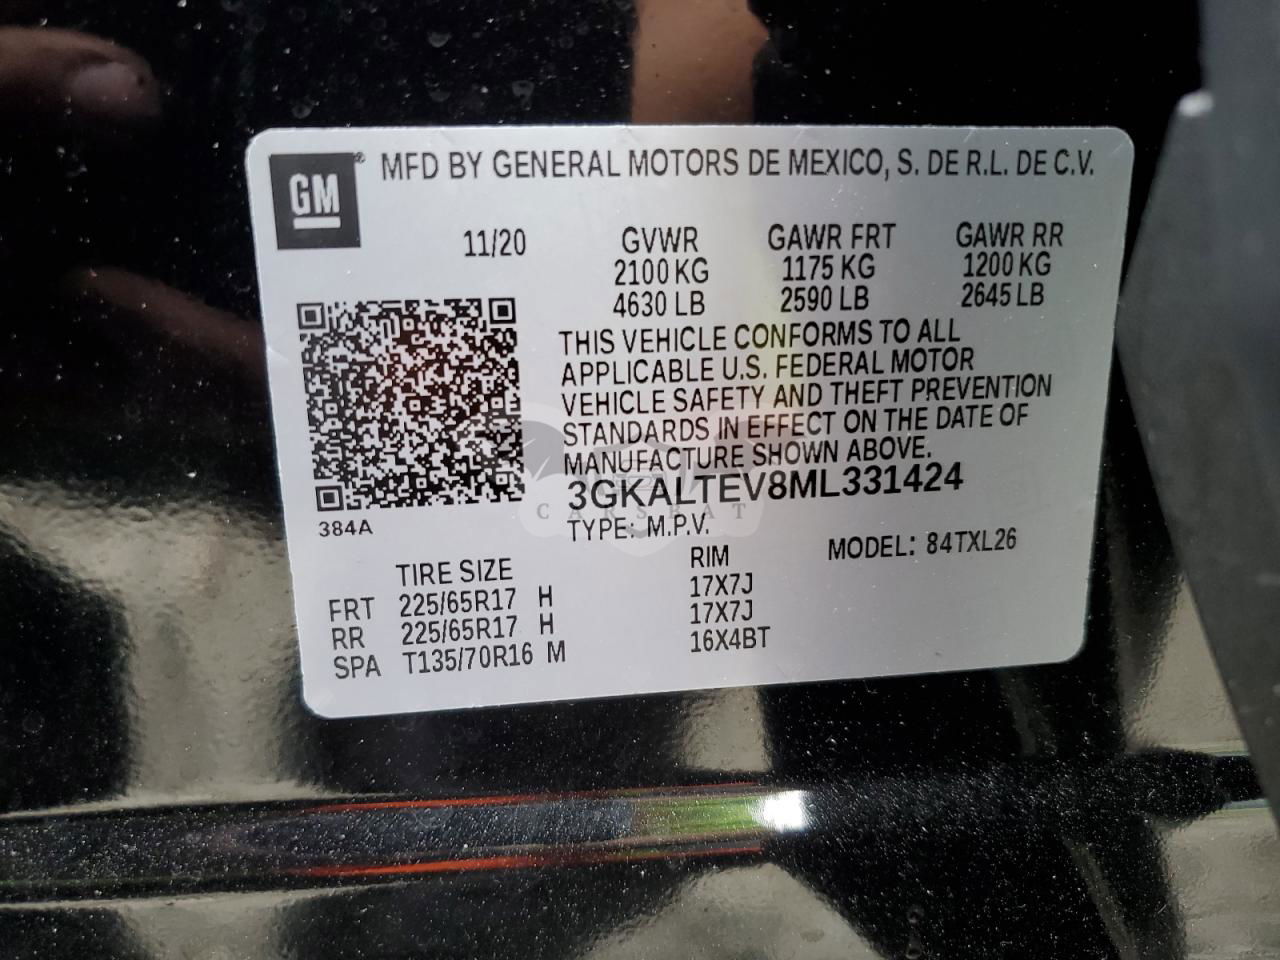 GM® MFD BY GENERAL MOTORS DE MEXICO, S. DE R.L. DE C.V.
11/20 GVWR GAWR FRT GAWR RR
2100 KG 1175 KG 1200 KG
4630 LB 2590 LB 2645 LB
THIS VEHICLE CONFORMS TO ALL
APPLICABLE U.S. FEDERAL MOTOR
VEHICLE SAFETY AND THEFT PREVENTION
STANDARDS IN EFFECT ON THE DATE OF
MANUFACTURE SHOWN ABOVE.
3GKALTEV8ML331424
CARSBAT
384A TYPE: M.P.V.
TIRE SIZE RIM MODEL: 84TXL26
FRT 225/65R17 H 17X7J
RR 225/65R17 H 17X7J
SPA T135/70R16 M 16X4BT